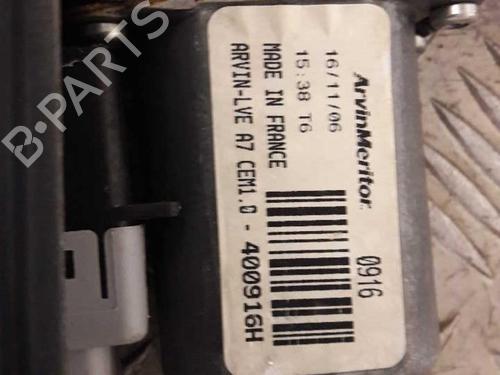 ArvinMeritor. 0916
16/11/06
15:38 T6
MADE IN FRANCE
ARVIN-LVE A7 CEM1.0 - 400916H
B-Parts